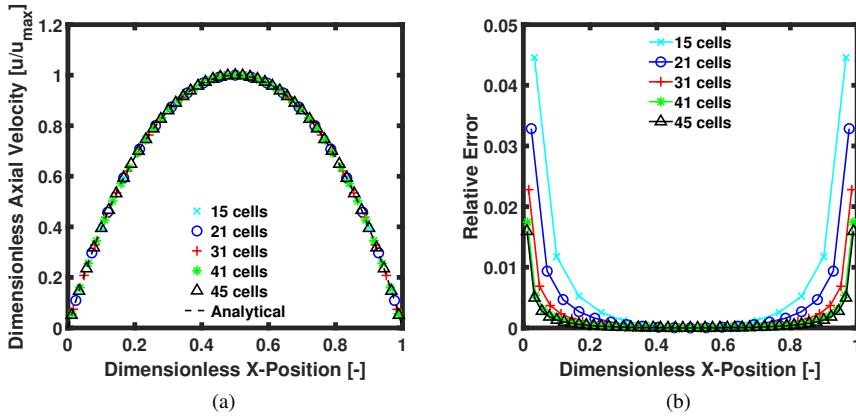 1.2
1
0.8
0.6
0.4
0.2
0
Dimensionless Axial Velocity [u/u_max]
15 cells
21 cells
31 cells
41 cells
45 cells
Analytical
0 0.2 0.4 0.6 0.8 1
Dimensionless X-Position [-]
(a)
0.05
0.04
0.03
0.02
0.01
0
Relative Error
15 cells
21 cells
31 cells
41 cells
45 cells
0 0.2 0.4 0.6 0.8 1
Dimensionless X-Position [-]
(b)